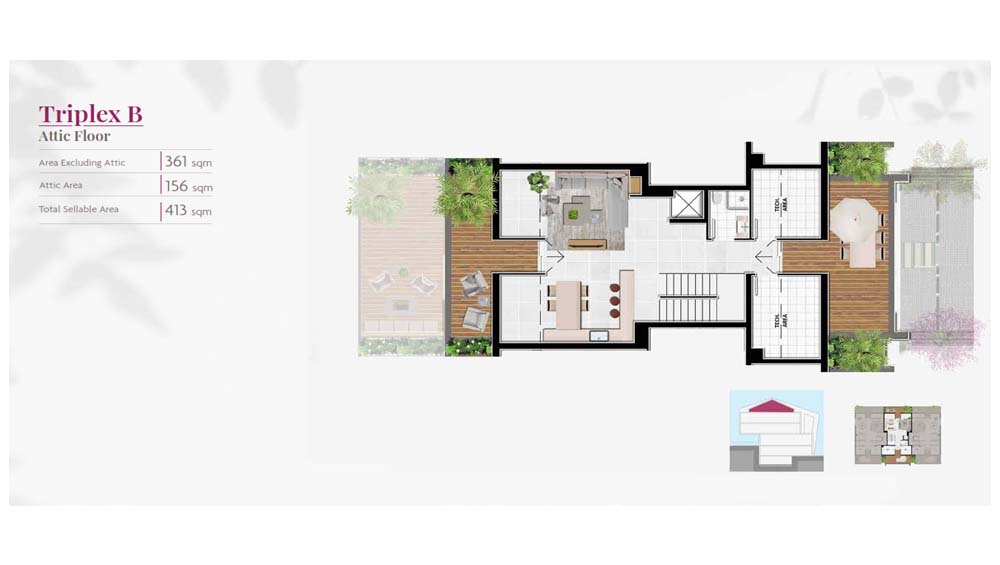 Triplex B
Attic Floor
Area Excluding Attic 361 sqm
Attic Area 156 sqm
Total Sellable Area 413 sqm
TECH.
AREA
TECH.
AREA